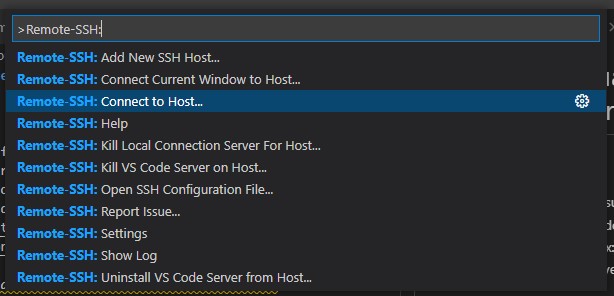 >Remote-SSH:
Remote-SSH: Add New SSH Host...
Remote-SSH: Connect Current Window to Host...
Remote-SSH: Connect to Host...
Remote-SSH: Help
Remote-SSH: Kill Local Connection Server For Host...
Remote-SSH: Kill VS Code Server on Host...
Remote-SSH: Open SSH Configuration File...
Remote-SSH: Report Issue...
Remote-SSH: Settings
Remote-SSH: Show Log
Remote-SSH: Uninstall VS Code Server from Host...